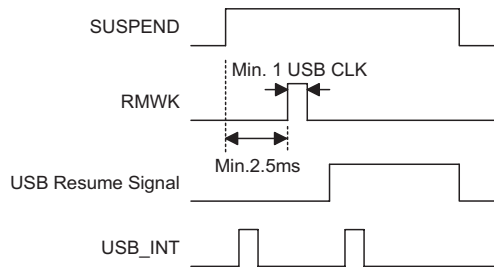 SUSPEND
Min. 1 USB CLK
RMWK
Min.2.5ms
USB Resume Signal
USB_INT